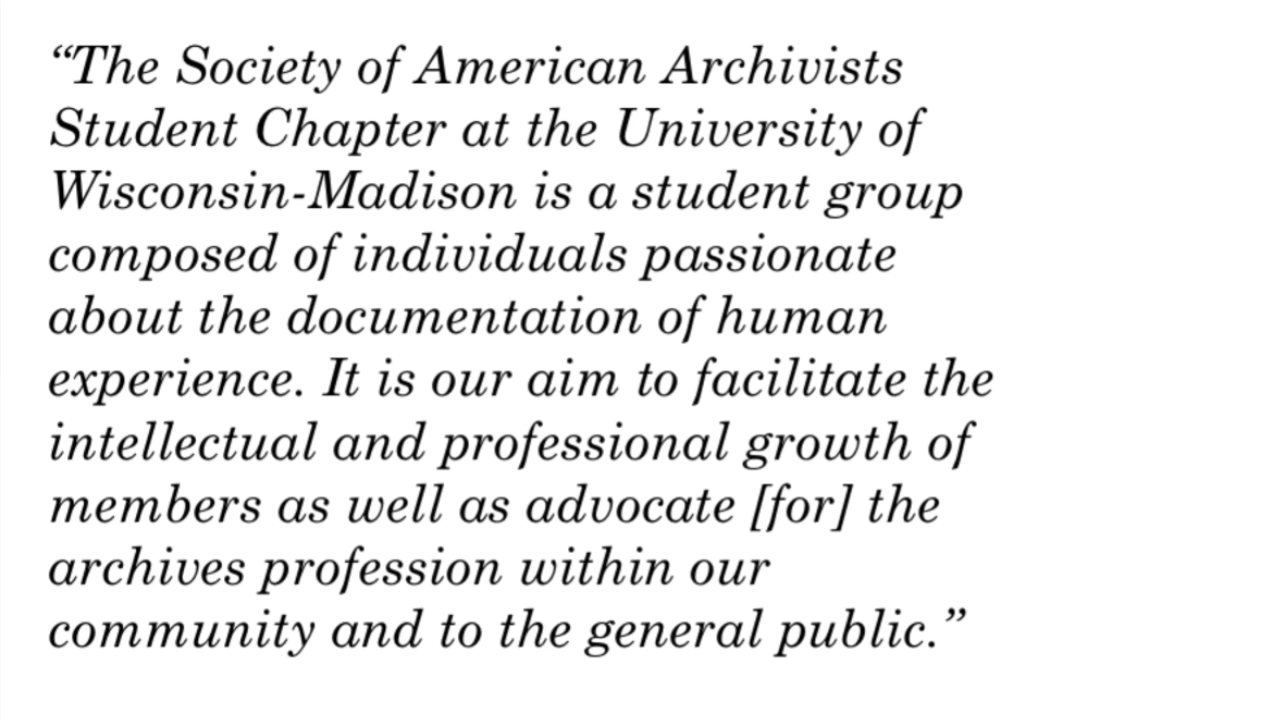 “The Society of American Archivists
Student Chapter at the University of
Wisconsin-Madison is a student group
composed of individuals passionate
about the documentation of human
experience. It is our aim to facilitate the
intellectual and professional growth of
members as well as advocate [for] the
archives profession within our
community and to the general public.”